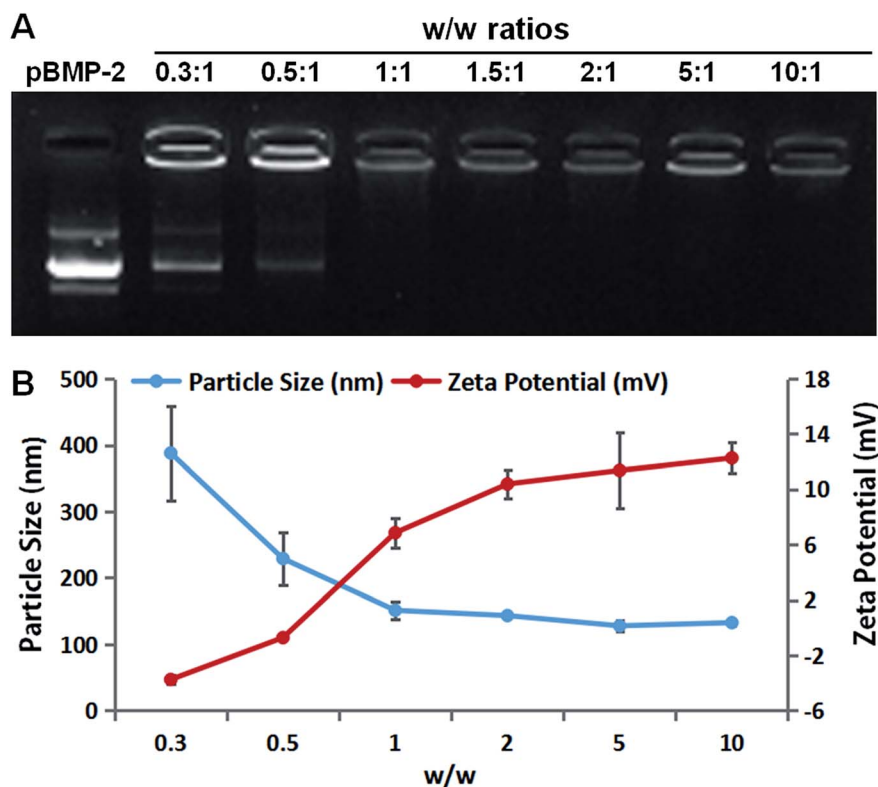 A
w/w ratios
pBMP-2 0.3:1 0.5:1 1:1 1.5:1 2:1 5:1 10:1
B
Particle Size (nm) Zeta Potential (mV)
500
400
300
200
100
0
Particle Size (nm)
18
14
10
6
2
-2
-6
Zeta Potential (mV)
0.3 0.5 1 2 5 10
w/w